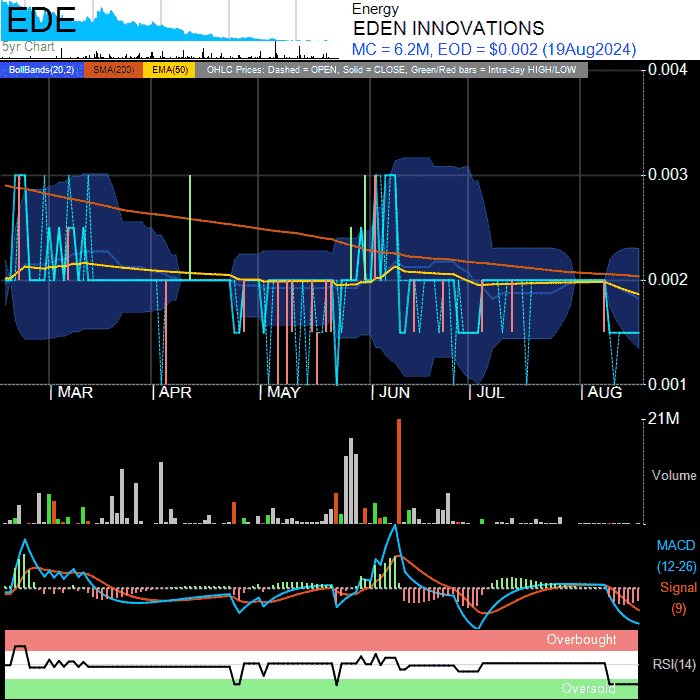 EDE
5yr Chart
Energy
EDEN INNOVATIONS
MC = 6.2M, EOD = $0.002 (19Aug2024)
BollBands(20,2) SMA(200) EMA(50) OHLC Prices: Dashed = OPEN, Solid = CLOSE, Green/Red bars = Intra-day HIGH/LOW
0.004
0.003
0.002
0.001
MAR APR MAY JUN JUL AUG
21M
Volume
MACD
(12-26)
Signal
(9)
Overbought
RSI(14)
Oversold